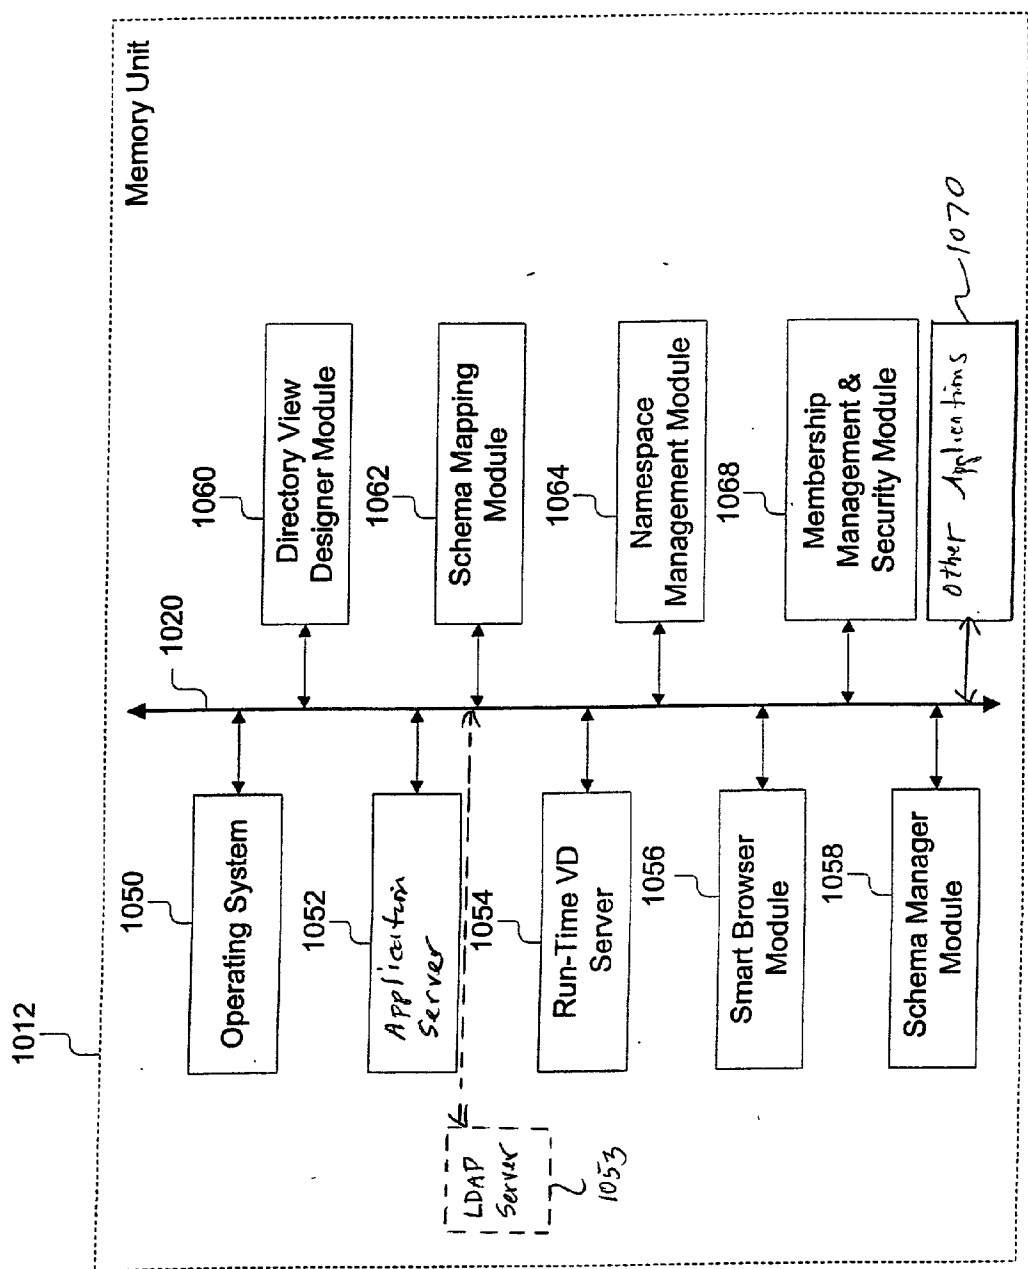 1012
Memory Unit
1050
Operating System
1052
Application
Server
LDAP
Server
1053
1054
Run-Time VD
Server
1056
Smart Browser
Module
1058
Schema Manager
Module
1020
1060
Directory View
Designer Module
1062
Schema Mapping
Module
1064
Namespace
Management Module
1068
Membership
Management &
Security Module
Other Applications
1070